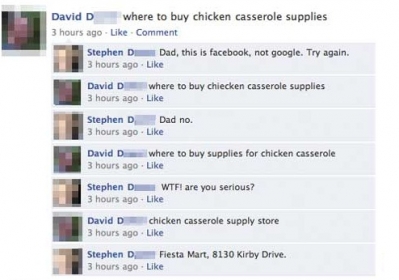 David D where to buy chicken casserole supplies
3 hours ago · Like · Comment
Stephen D Dad, this is facebook, not google. Try again.
3 hours ago · Like
David D where to buy chiecken casserole supplies
3 hours ago · Like
Stephen D Dad no.
3 hours ago · Like
David D where to buy supplies for chicken casserole
3 hours ago · Like
Stephen D WTF! are you serious?
3 hours ago · Like
David D chicken casserole supply store
3 hours ago · Like
Stephen D Fiesta Mart, 8130 Kirby Drive.
3 hours ago · Like